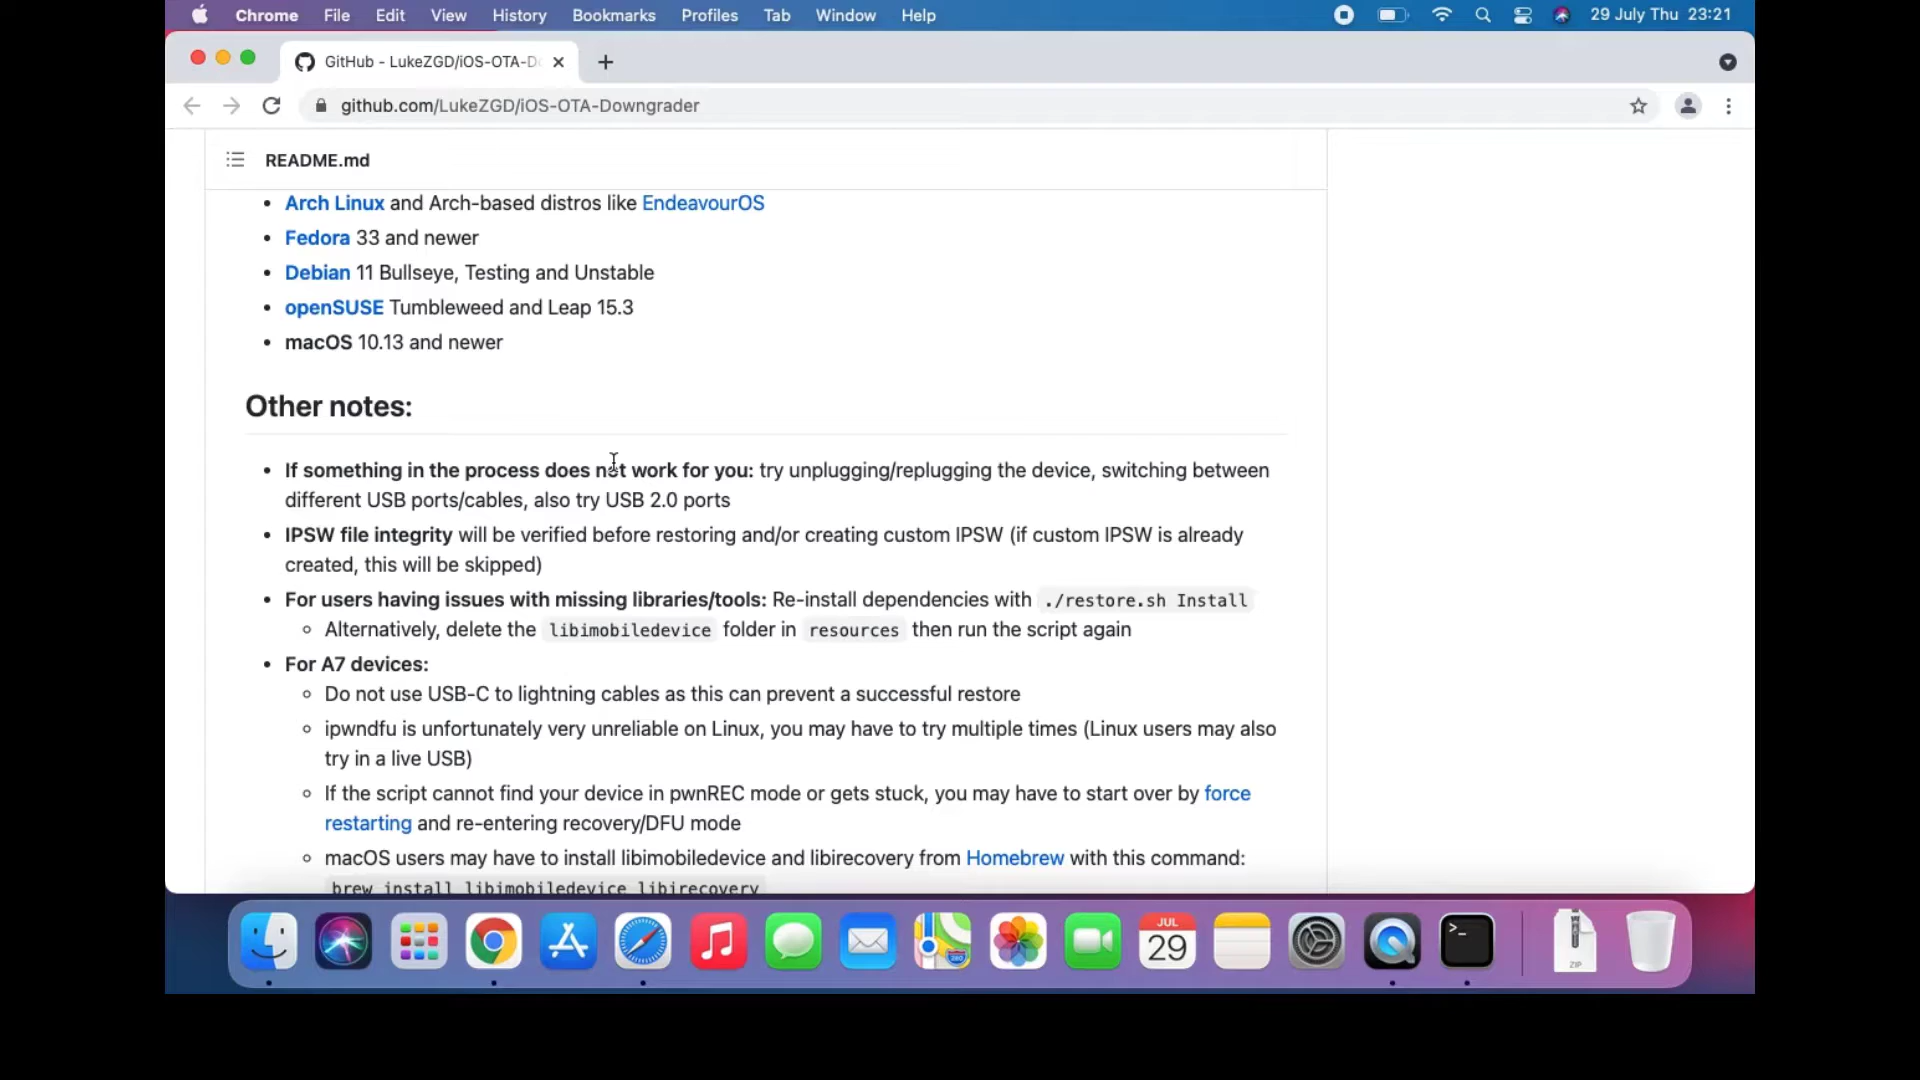 Chrome File Edit View History Bookmarks Profiles Tab Window Help 29 July Thu 23:21
GitHub - LukeZGD/iOS-OTA-D
github.com/LukeZGD/iOS-OTA-Downgrader
README.md
• Arch Linux and Arch-based distros like EndeavourOS
• Fedora 33 and newer
• Debian 11 Bullseye, Testing and Unstable
• openSUSE Tumbleweed and Leap 15.3
• macOS 10.13 and newer
Other notes:
• If something in the process does not work for you: try unplugging/replugging the device, switching between
different USB ports/cables, also try USB 2.0 ports
• IPSW file integrity will be verified before restoring and/or creating custom IPSW (if custom IPSW is already
created, this will be skipped)
• For users having issues with missing libraries/tools: Re-install dependencies with ./restore.sh Install
◦ Alternatively, delete the libimobiledevice folder in resources then run the script again
• For A7 devices:
◦ Do not use USB-C to lightning cables as this can prevent a successful restore
◦ ipwndfu is unfortunately very unreliable on Linux, you may have to try multiple times (Linux users may also
try in a live USB)
◦ If the script cannot find your device in pwnREC mode or gets stuck, you may have to start over by force
restarting and re-entering recovery/DFU mode
◦ macOS users may have to install libimobiledevice and libirecovery from Homebrew with this command:
brew install libimobiledevice libirecovery
JUL
29
>_
ZIP